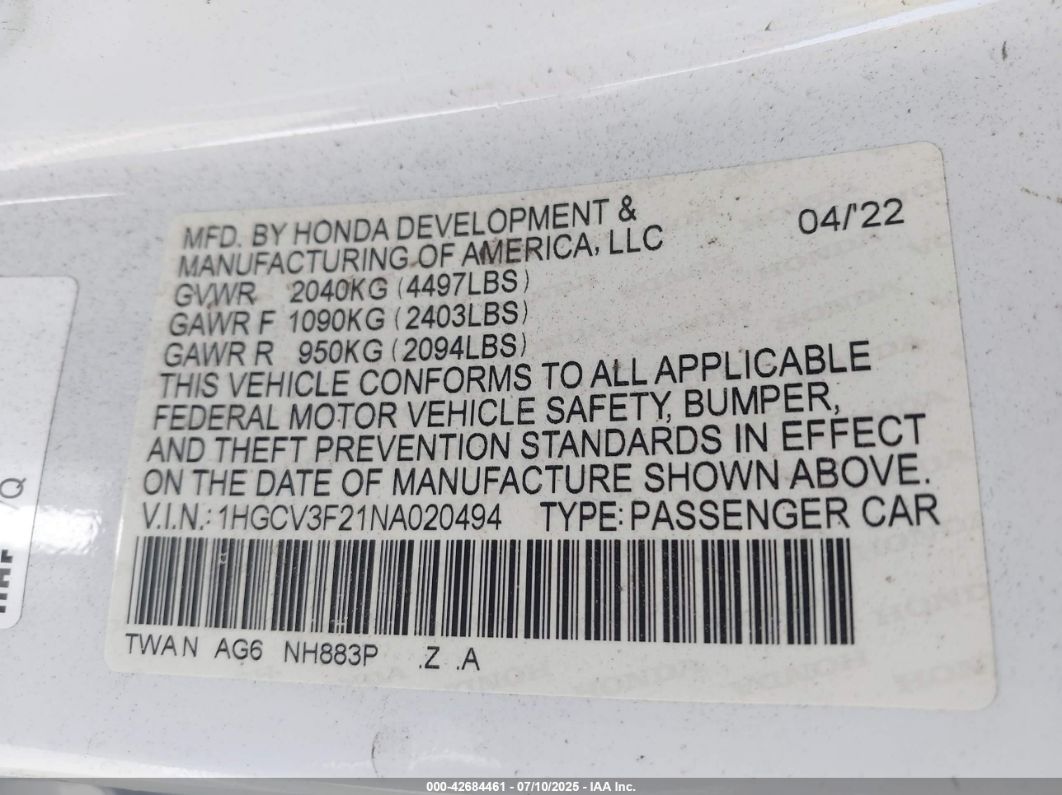 MFD. BY HONDA DEVELOPMENT &
MANUFACTURING OF AMERICA, LLC
04/'22
GVWR 2040KG (4497LBS)
GAWR F 1090KG (2403LBS)
GAWR R 950KG (2094LBS)
THIS VEHICLE CONFORMS TO ALL APPLICABLE
FEDERAL MOTOR VEHICLE SAFETY, BUMPER,
AND THEFT PREVENTION STANDARDS IN EFFECT
ON THE DATE OF MANUFACTURE SHOWN ABOVE.
V.I.N.: 1HGCV3F21NA020494 TYPE: PASSENGER CAR
TWAN AG6 NH883P .Z .A
000-42684461 - 07/10/2025 - IAA Inc.